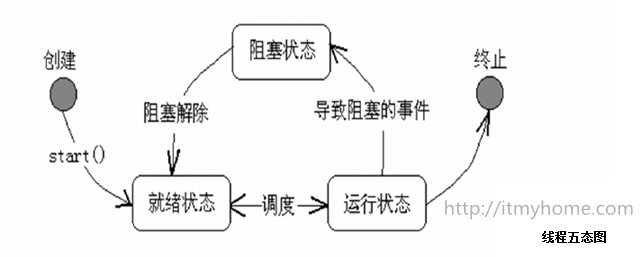 阻塞状态
创建
终止
阻塞解除
导致阻塞的事件
start()
就绪状态
调度
运行状态
http://itmyhome.com
线程五态图